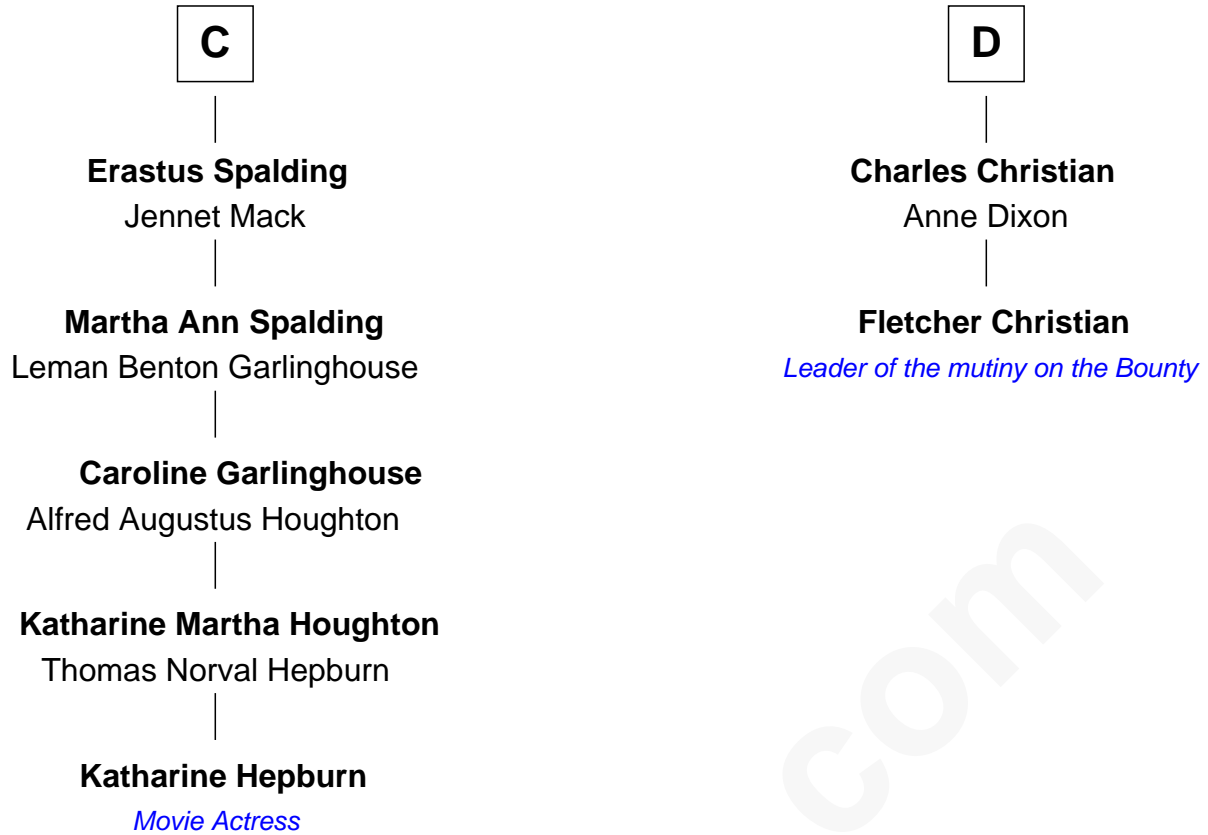 C
Erastus Spalding
Jennet Mack
Martha Ann Spalding
Leman Benton Garlinghouse
Caroline Garlinghouse
Alfred Augustus Houghton
Katharine Martha Houghton
Thomas Norval Hepburn
Katharine Hepburn
Movie Actress
D
Charles Christian
Anne Dixon
Fletcher Christian
Leader of the mutiny on the Bounty
com